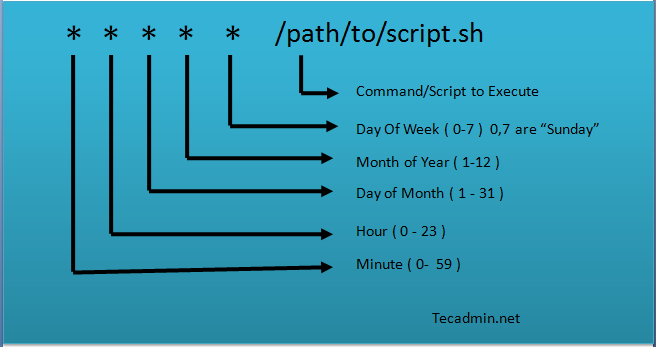 * * * * * /path/to/script.sh
Command/Script to Execute
Day Of Week ( 0-7 ) 0,7 are “Sunday”
Month of Year ( 1-12 )
Day of Month ( 1 - 31 )
Hour ( 0 - 23 )
Minute ( 0- 59 )
Tecadmin.net